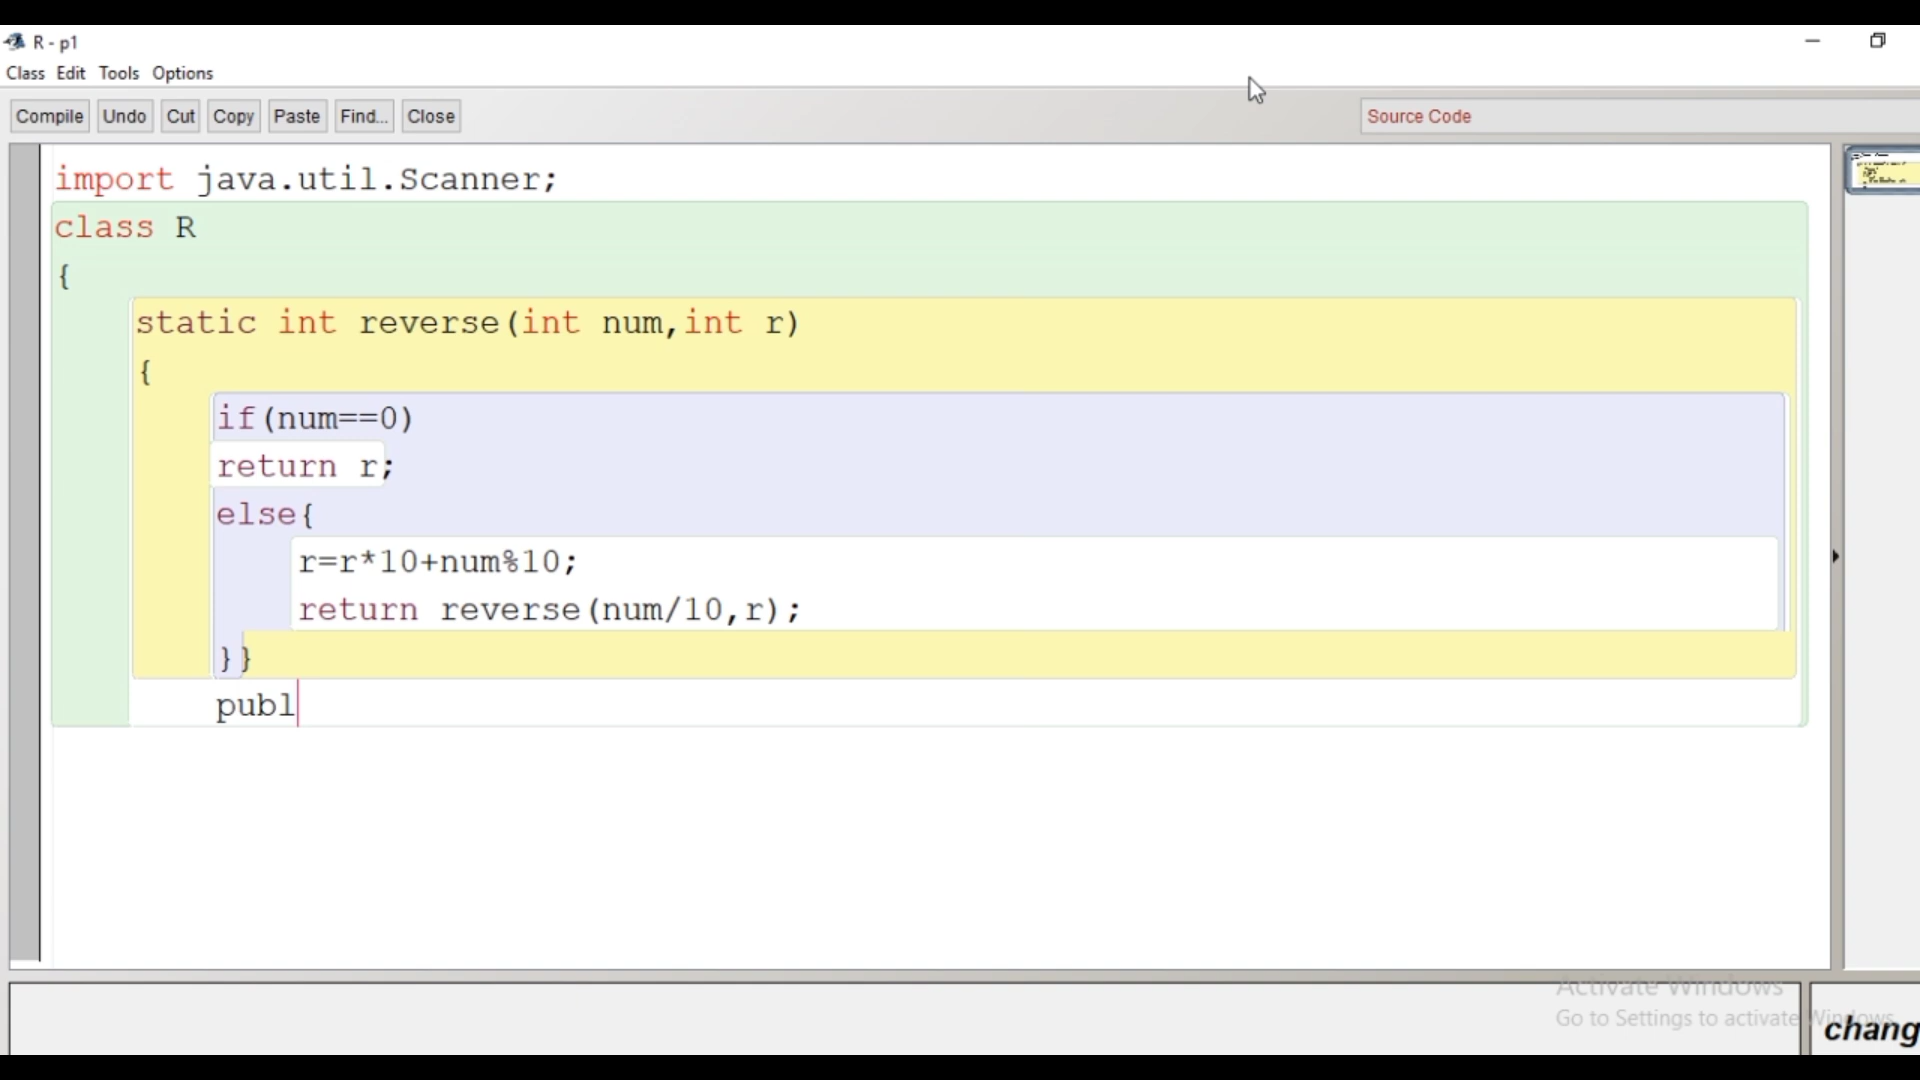 R - p1
Class Edit Tools Options
Compile Undo Cut Copy Paste Find... Close Source Code
import java.util.Scanner;
class R
{
static int reverse(int num,int r)
{
if(num==0)
return r;
else{
r=r*10+num%10;
return reverse(num/10,r);
}}
publ
Activate Windows
Go to Settings to activate Windows.
chang